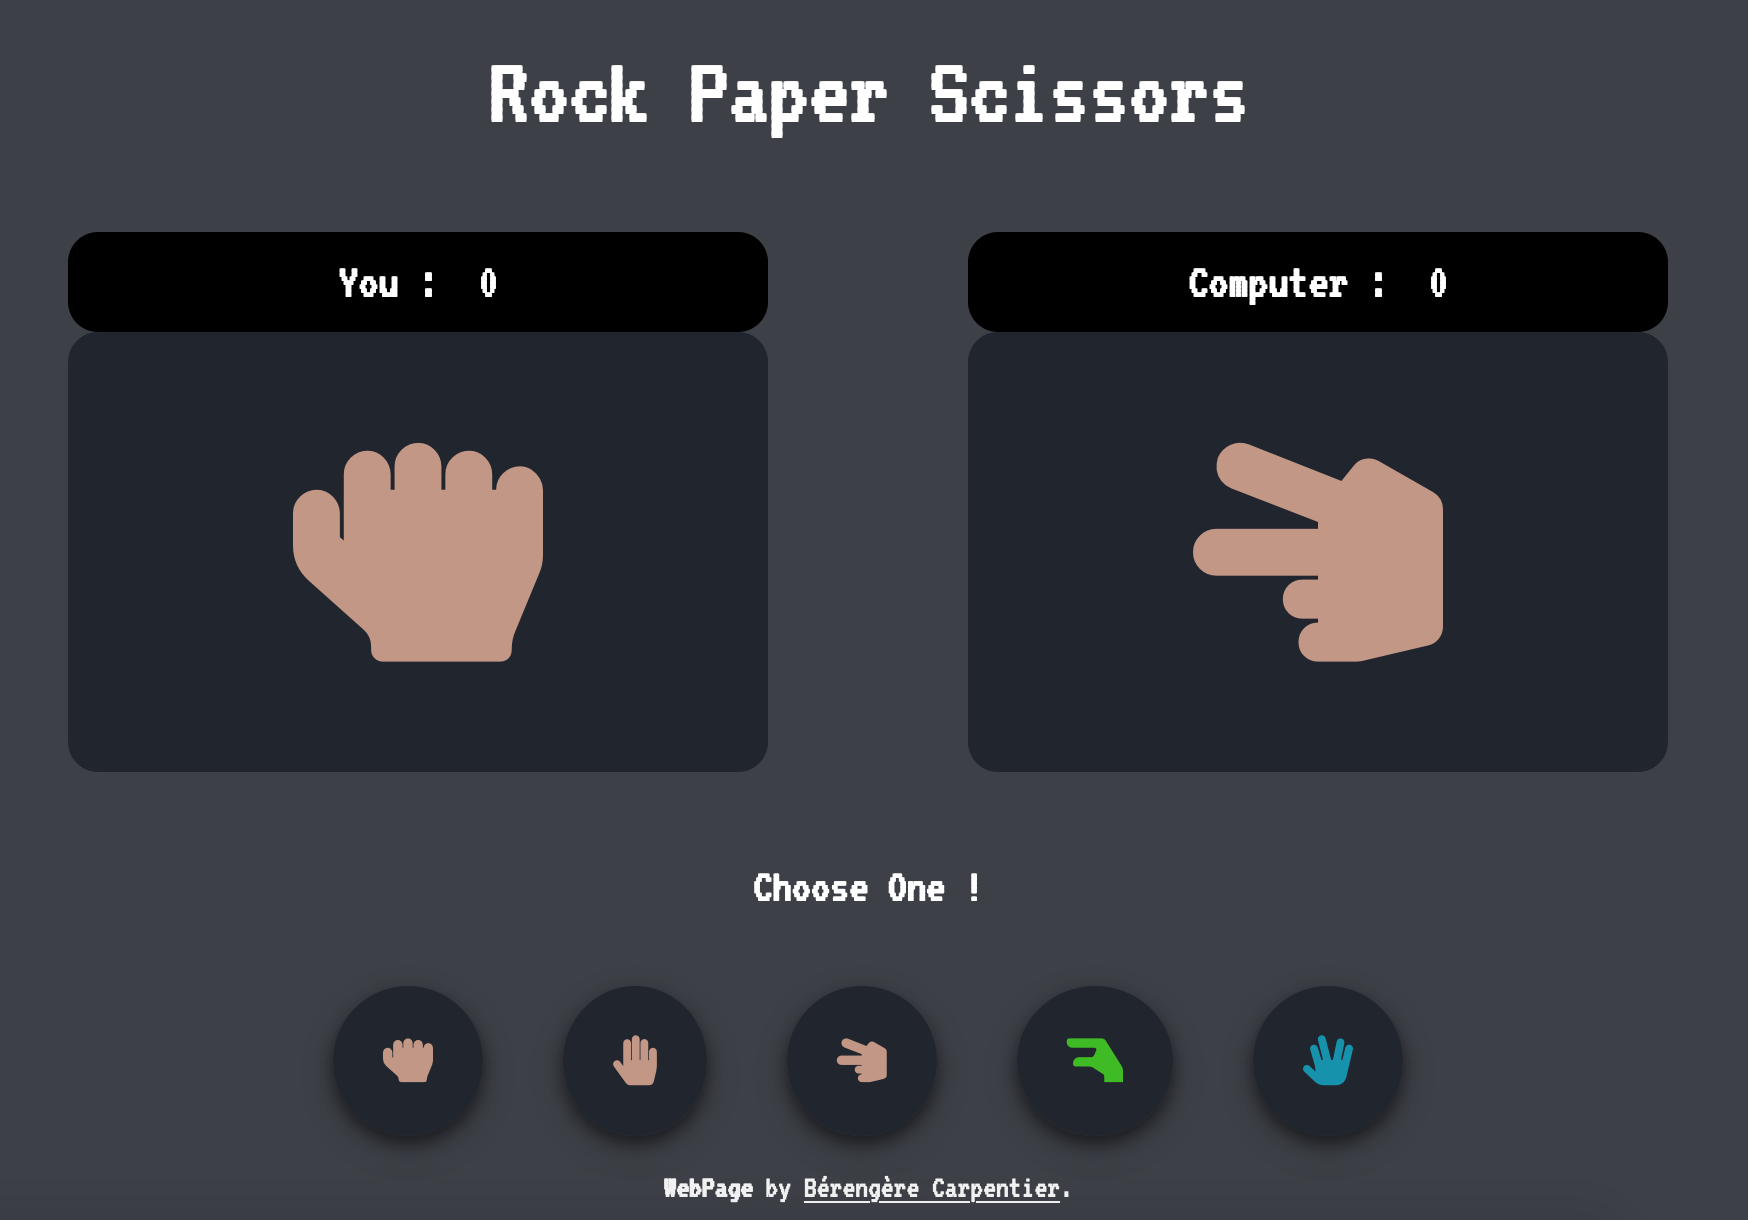 Rock Paper Scissors
You : 0
Computer : 0
Choose One !
WebPage by Bérengère Carpentier.